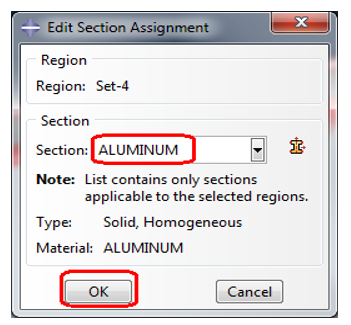 Edit Section Assignment
Region
Region: Set-4
Section
Section: ALUMINUM
Note: List contains only sections
applicable to the selected regions.
Type: Solid, Homogeneous
Material: ALUMINUM
OK Cancel